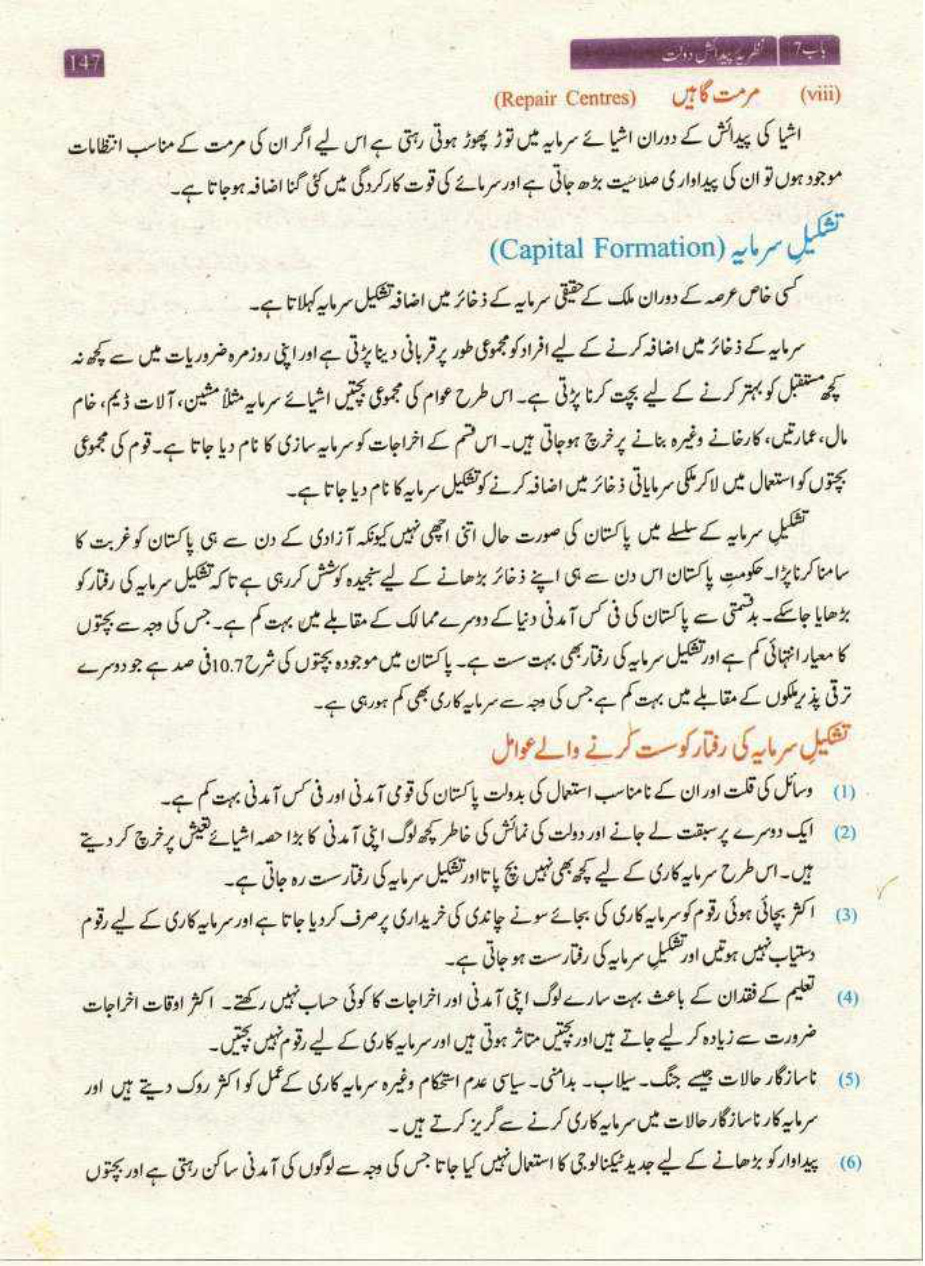 باب 7 نظریۂ پیدائش دولت
147
(viii) مرمت گاہیں (Repair Centres)
اشیا کی پیدائش کے دوران اشیائے سرمایہ میں توڑ پھوڑ ہوتی رہتی ہے اس لیے اگر ان کی مرمت کے مناسب انتظامات
موجود ہوں تو ان کی پیداواری صلاحیت بڑھ جاتی ہے اور سرمائے کی قوت کارکردگی میں کئی گنا اضافہ ہو جاتا ہے۔
تشکیلِ سرمایہ (Capital Formation)
کسی خاص عرصہ کے دوران ملک کے حقیقی سرمایہ کے ذخائر میں اضافہ تشکیل سرمایہ کہلاتا ہے۔
سرمایہ کے ذخائر میں اضافہ کرنے کے لیے افراد کو مجموعی طور پر قربانی دینا پڑتی ہے اور اپنی روزمرہ ضروریات میں سے کچھ نہ
کچھ مستقبل کو بہتر کرنے کے لیے بچت کرنا پڑتی ہے۔ اس طرح عوام کی مجموعی بچتیں اشیائے سرمایہ مثلاً مشین، آلات ڈیم، خام
مال، عمارتیں، کارخانے وغیرہ بنانے پر خرچ ہو جاتی ہیں۔ اس قسم کے اخراجات کو سرمایہ سازی کا نام دیا جاتا ہے۔ قوم کی مجموعی
بچتوں کو استعمال میں لا کر ملکی سرمایاتی ذخائر میں اضافہ کرنے کو تشکیل سرمایہ کا نام دیا جاتا ہے۔
تشکیلِ سرمایہ کے سلسلے میں پاکستان کی صورت حال اتنی اچھی نہیں کیونکہ آزادی کے دن سے ہی پاکستان کو غربت کا
سامنا کرنا پڑا۔ حکومتِ پاکستان اس دن سے ہی اپنے ذخائر بڑھانے کے لیے سنجیدہ کوشش کر رہی ہے تاکہ تشکیل سرمایہ کی رفتار کو
بڑھایا جا سکے۔ بدقسمتی سے پاکستان کی فی کس آمدنی دنیا کے دوسرے ممالک کے مقابلے میں بہت کم ہے۔ جس کی وجہ سے بچتوں
کا معیار انتہائی کم ہے اور تشکیل سرمایہ کی رفتار بھی بہت سست ہے۔ پاکستان میں موجودہ بچتوں کی شرح 10.7 فی صد ہے جو دوسرے
ترقی پذیر ملکوں کے مقابلے میں بہت کم ہے جس کی وجہ سے سرمایہ کاری بھی کم ہو رہی ہے۔
تشکیلِ سرمایہ کی رفتار کو سست کرنے والے عوامل
(1) وسائل کی قلت اور ان کے نامناسب استعمال کی بدولت پاکستان کی قومی آمدنی اور فی کس آمدنی بہت کم ہے۔
(2) ایک دوسرے پر سبقت لے جانے اور دولت کی نمائش کی خاطر کچھ لوگ اپنی آمدنی کا بڑا حصہ اشیائے تعیش پر خرچ کر دیتے
ہیں۔ اس طرح سرمایہ کاری کے لیے کچھ بھی نہیں بچ پاتا اور تشکیل سرمایہ کی رفتار سست رہ جاتی ہے۔
(3) اکثر بچائی ہوئی رقوم کو سرمایہ کاری کی بجائے سونے چاندی کی خریداری پر صرف کر دیا جاتا ہے اور سرمایہ کاری کے لیے رقوم
دستیاب نہیں ہوتیں اور تشکیلِ سرمایہ کی رفتار سست ہو جاتی ہے۔
(4) تعلیم کے فقدان کے باعث بہت سارے لوگ اپنی آمدنی اور اخراجات کا کوئی حساب نہیں رکھتے۔ اکثر اوقات اخراجات
ضرورت سے زیادہ کر لیے جاتے ہیں اور بچتیں متاثر ہوتی ہیں اور سرمایہ کاری کے لیے رقوم نہیں بچتیں۔
(5) ناسازگار حالات جیسے جنگ۔ سیلاب۔ بدامنی۔ سیاسی عدم استحکام وغیرہ سرمایہ کاری کے عمل کو اکثر روک دیتے ہیں اور
سرمایہ کار ناسازگار حالات میں سرمایہ کاری کرنے سے گریز کرتے ہیں۔
(6) پیداوار کو بڑھانے کے لیے جدید ٹیکنالوجی کا استعمال نہیں کیا جاتا جس کی وجہ سے لوگوں کی آمدنی ساکن رہتی ہے اور بچتوں